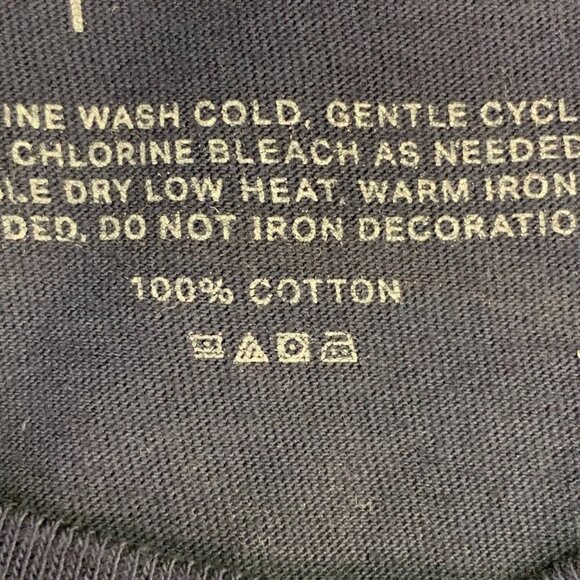 INE WASH COLD, GENTLE CYCL
CHLORINE BLEACH AS NEEDED
LE DRY LOW HEAT, WARM IRON
DED, DO NOT IRON DECORATIO
100% COTTON